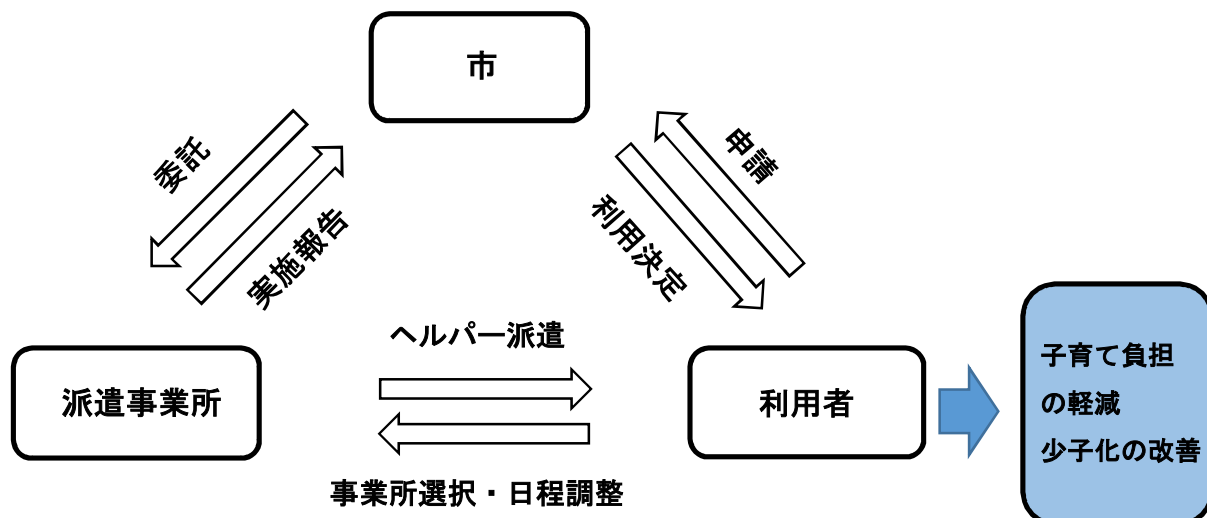 市
委託
実施報告
申請
利用決定
ヘルパー派遣
派遣事業所
利用者
事業所選択・日程調整
子育て負担
の軽減
少子化の改善